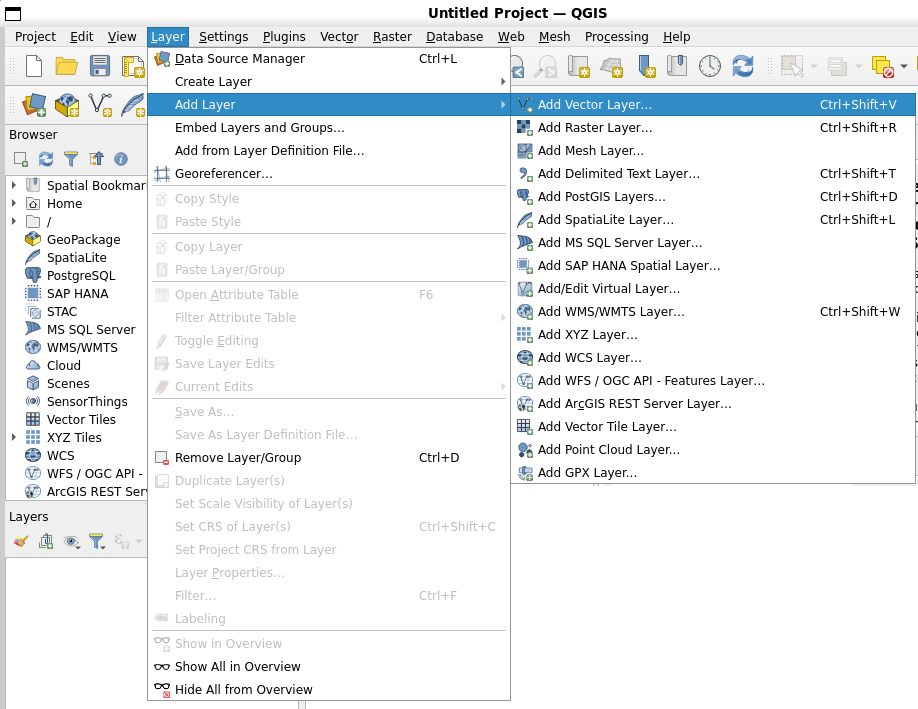 Untitled Project — QGIS
Project Edit View Layer Settings Plugins Vector Raster Database Web Mesh Processing Help
Data Source Manager Ctrl+L
Create Layer
Add Layer
Embed Layers and Groups...
Add from Layer Definition File...
Georeferencer...
Copy Style
Paste Style
Copy Layer
Paste Layer/Group
Open Attribute Table F6
Filter Attribute Table
Toggle Editing
Save Layer Edits
Current Edits
Save As...
Save As Layer Definition File...
Remove Layer/Group Ctrl+D
Duplicate Layer(s)
Set Scale Visibility of Layer(s)
Set CRS of Layer(s) Ctrl+Shift+C
Set Project CRS from Layer
Layer Properties...
Filter... Ctrl+F
Labeling
Show in Overview
Show All in Overview
Hide All from Overview
Add Vector Layer... Ctrl+Shift+V
Add Raster Layer... Ctrl+Shift+R
Add Mesh Layer...
Add Delimited Text Layer... Ctrl+Shift+T
Add PostGIS Layers... Ctrl+Shift+D
Add SpatiaLite Layer... Ctrl+Shift+L
Add MS SQL Server Layer...
Add SAP HANA Spatial Layer...
Add/Edit Virtual Layer...
Add WMS/WMTS Layer... Ctrl+Shift+W
Add XYZ Layer...
Add WCS Layer...
Add WFS / OGC API - Features Layer...
Add ArcGIS REST Server Layer...
Add Vector Tile Layer...
Add Point Cloud Layer...
Add GPX Layer...
Browser
Spatial Bookmar
Home
/
GeoPackage
SpatiaLite
PostgreSQL
SAP HANA
STAC
MS SQL Server
WMS/WMTS
Cloud
Scenes
SensorThings
Vector Tiles
XYZ Tiles
WCS
WFS / OGC API -
ArcGIS REST Ser
Layers